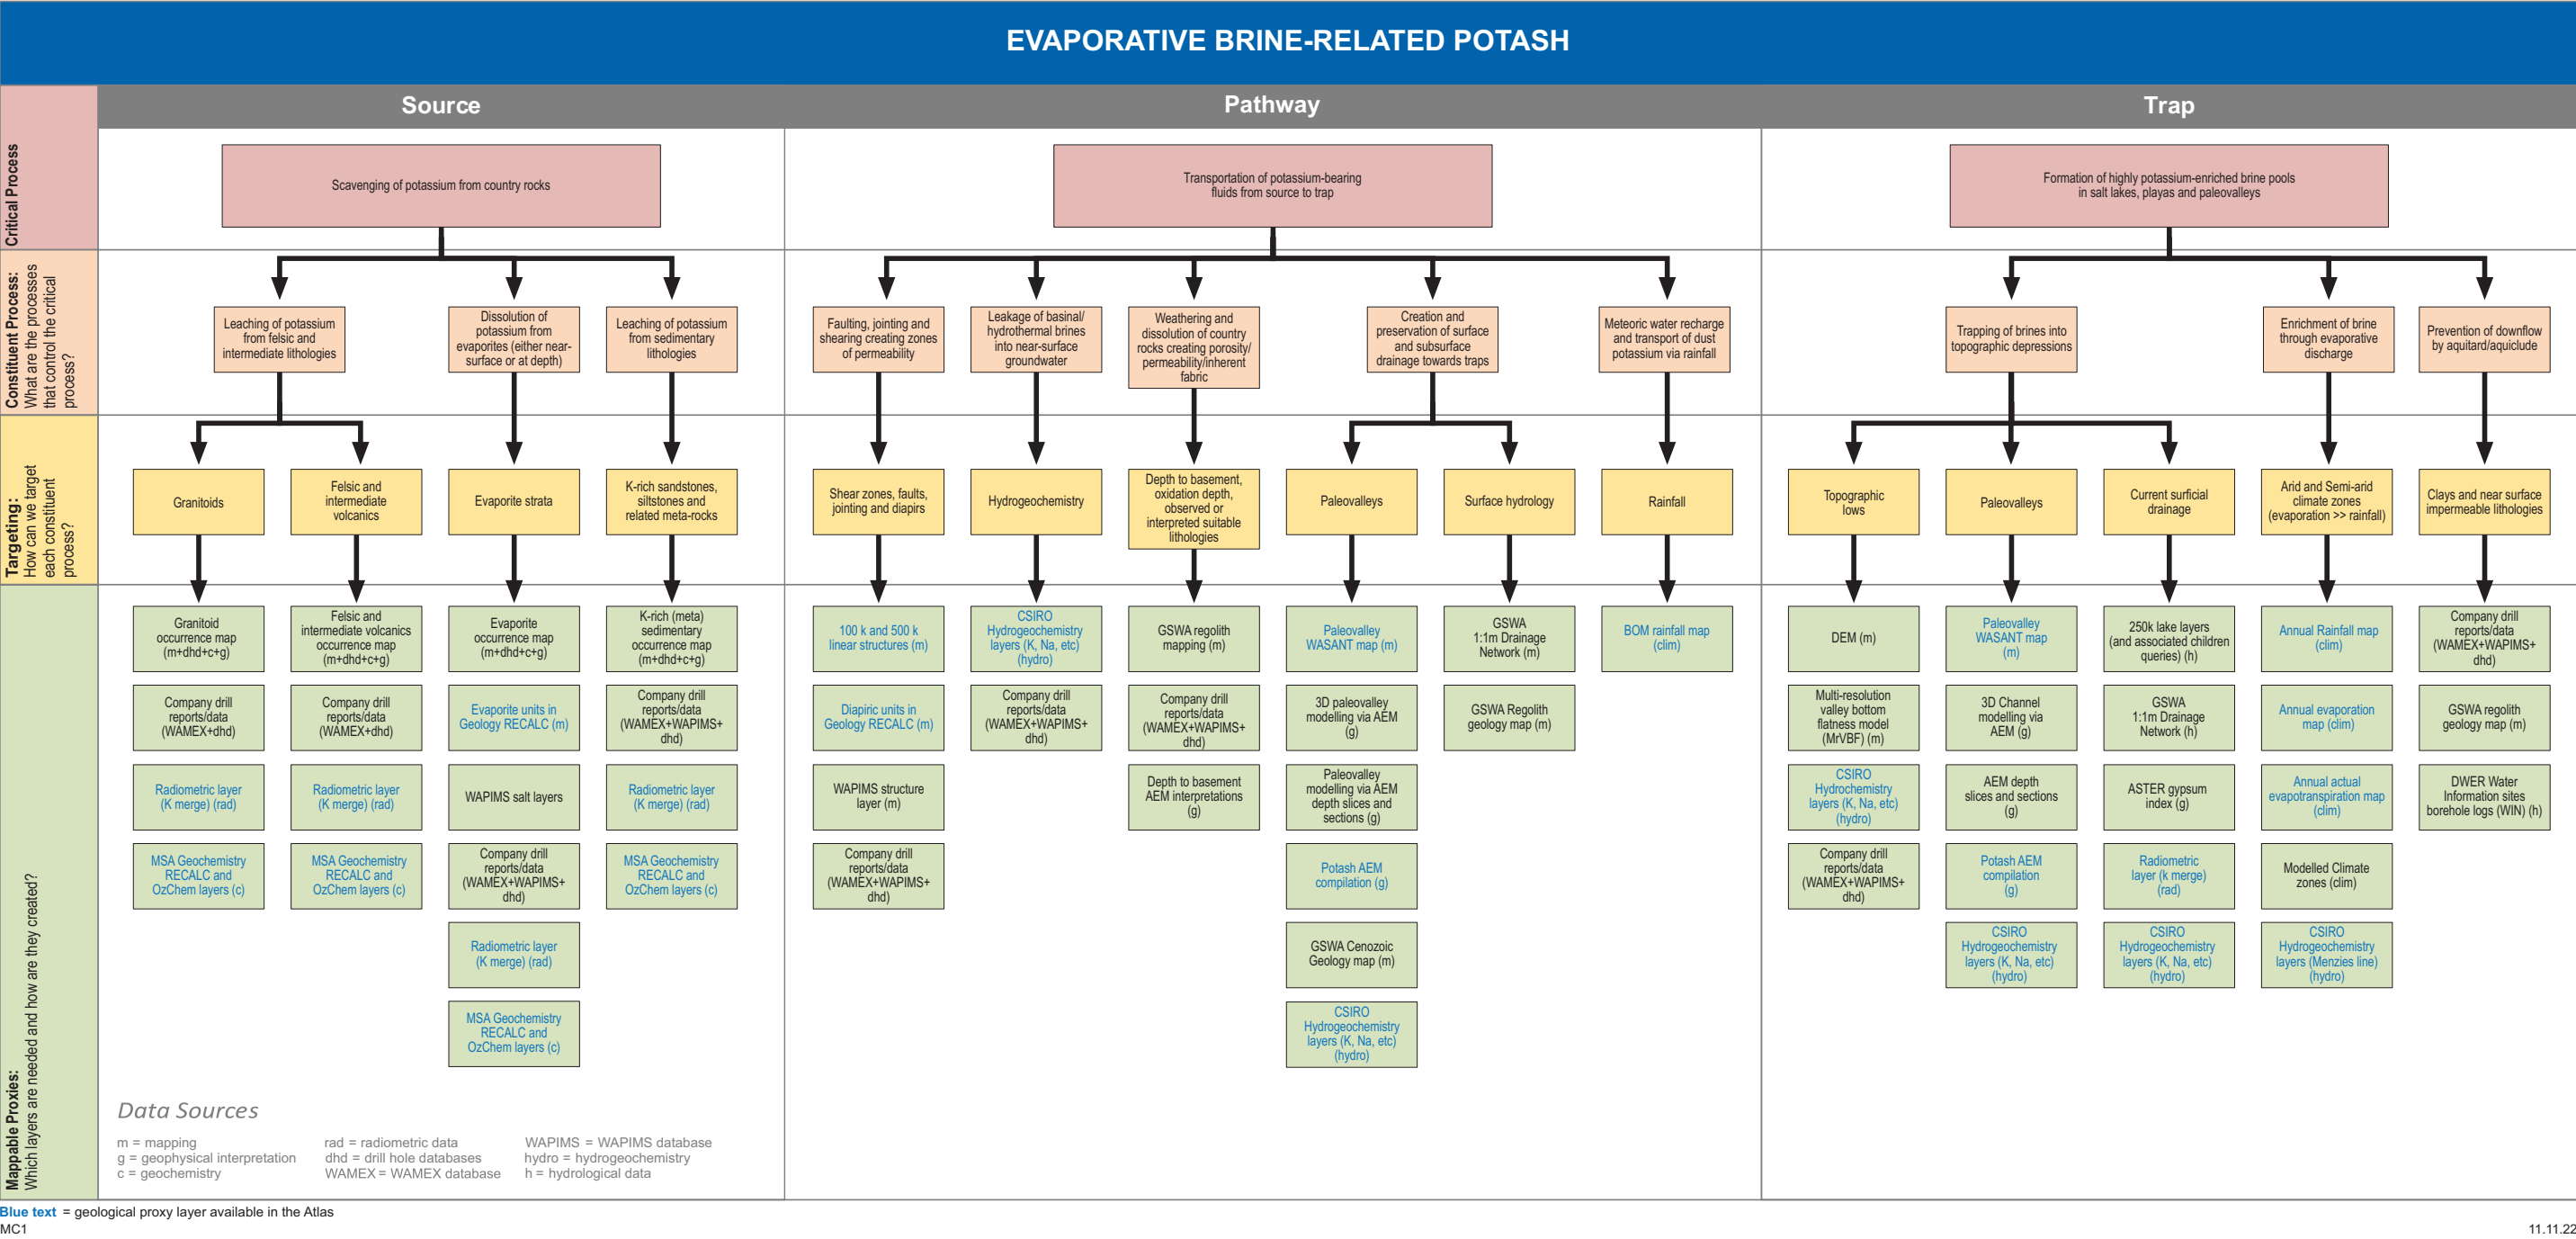 EVAPORATIVE BRINE-RELATED POTASH
Source
Pathway
Trap
Critical Process
Scavenging of potassium from country rocks
Transportation of potassium-bearing
fluids from source to trap
Formation of highly potassium-enriched brine pools
in salt lakes, playas and paleovalleys
Constituent Process:
What are the processes
that control the critical
process?
Leaching of potassium
from felsic and
intermediate lithologies
Dissolution of
potassium from
evaporites (either near-
surface or at depth)
Leaching of potassium
from sedimentary
lithologies
Faulting, jointing and
shearing creating zones
of permeability
Leakage of basinal/
hydrothermal brines
into near-surface
groundwater
Weathering and
dissolution of country
rocks creating porosity/
permeability/inherent
fabric
Creation and
preservation of surface
and subsurface
drainage towards traps
Meteoric water recharge
and transport of dust
potassium via rainfall
Trapping of brines into
topographic depressions
Enrichment of brine
through evaporative
discharge
Prevention of downflow
by aquitard/aquiclude
Targeting:
How can we target
each constituent
process?
Granitoids
Felsic and
intermediate
volcanics
Evaporite strata
K-rich sandstones,
siltstones and
related meta-rocks
Shear zones, faults,
jointing and diapirs
Hydrogeochemistry
Depth to basement,
oxidation depth,
observed or
interpreted suitable
lithologies
Paleovalleys
Surface hydrology
Rainfall
Topographic
lows
Paleovalleys
Current surficial
drainage
Arid and Semi-arid
climate zones
(evaporation >> rainfall)
Clays and near surface
impermeable lithologies
Mappable Proxies:
Which layers are needed and how are they created?
Granitoid
occurrence map
(m+dhd+c+g)
Felsic and
intermediate volcanics
occurrence map
(m+dhd+c+g)
Evaporite
occurrence map
(m+dhd+c+g)
K-rich (meta)
sedimentary
occurrence map
(m+dhd+c+g)
100 k and 500 k
linear structures (m)
CSIRO
Hydrogeochemistry
layers (K, Na, etc)
(hydro)
GSWA regolith
mapping (m)
Paleovalley
WASANT map (m)
GSWA
1:1m Drainage
Network (m)
BOM rainfall map
(clim)
DEM (m)
Paleovalley
WASANT map
(m)
250k lake layers
(and associated children
queries) (h)
Annual Rainfall map
(clim)
Company drill
reports/data
(WAMEX+WAPIMS+
dhd)
Company drill
reports/data
(WAMEX+dhd)
Company drill
reports/data
(WAMEX+dhd)
Evaporite units in
Geology RECALC (m)
Company drill
reports/data
(WAMEX+WAPIMS+
dhd)
Diapiric units in
Geology RECALC (m)
Company drill
reports/data
(WAMEX+WAPIMS+
dhd)
Company drill
reports/data
(WAMEX+WAPIMS+
dhd)
3D paleovalley
modelling via AEM
(g)
GSWA Regolith
geology map (m)
Multi-resolution
valley bottom
flatness model
(MrVBF) (m)
3D Channel
modelling via
AEM (g)
GSWA
1:1m Drainage
Network (h)
Annual evaporation
map (clim)
GSWA regolith
geology map (m)
Radiometric layer
(K merge) (rad)
Radiometric layer
(K merge) (rad)
WAPIMS salt layers
Radiometric layer
(K merge) (rad)
WAPIMS structure
layer (m)
Depth to basement
AEM interpretations
(g)
Paleovalley
modelling via AEM
depth slices and
sections (g)
CSIRO
Hydrochemistry
layers (K, Na, etc)
(hydro)
AEM depth
slices and sections
(g)
ASTER gypsum
index (g)
Annual actual
evapotranspiration map
(clim)
DWER Water
Information sites
borehole logs (WIN) (h)
MSA Geochemistry
RECALC and
OzChem layers (c)
MSA Geochemistry
RECALC and
OzChem layers (c)
Company drill
reports/data
(WAMEX+WAPIMS+
dhd)
MSA Geochemistry
RECALC and
OzChem layers (c)
Company drill
reports/data
(WAMEX+WAPIMS+
dhd)
Potash AEM
compilation (g)
Company drill
reports/data
(WAMEX+WAPIMS+
dhd)
Potash AEM
compilation
(g)
Radiometric
layer (k merge)
(rad)
Modelled Climate
zones (clim)
Radiometric layer
(K merge) (rad)
GSWA Cenozoic
Geology map (m)
CSIRO
Hydrogeochemistry
layers (K, Na, etc)
(hydro)
CSIRO
Hydrogeochemistry
layers (K, Na, etc)
(hydro)
CSIRO
Hydrogeochemistry
layers (Menzies line)
(hydro)
MSA Geochemistry
RECALC and
OzChem layers (c)
CSIRO
Hydrogeochemistry
layers (K, Na, etc)
(hydro)
Data Sources
m = mapping
g = geophysical interpretation
c = geochemistry
rad = radiometric data
dhd = drill hole databases
WAMEX = WAMEX database
WAPIMS = WAPIMS database
hydro = hydrogeochemistry
h = hydrological data
Blue text = geological proxy layer available in the Atlas
MC1
11.11.22